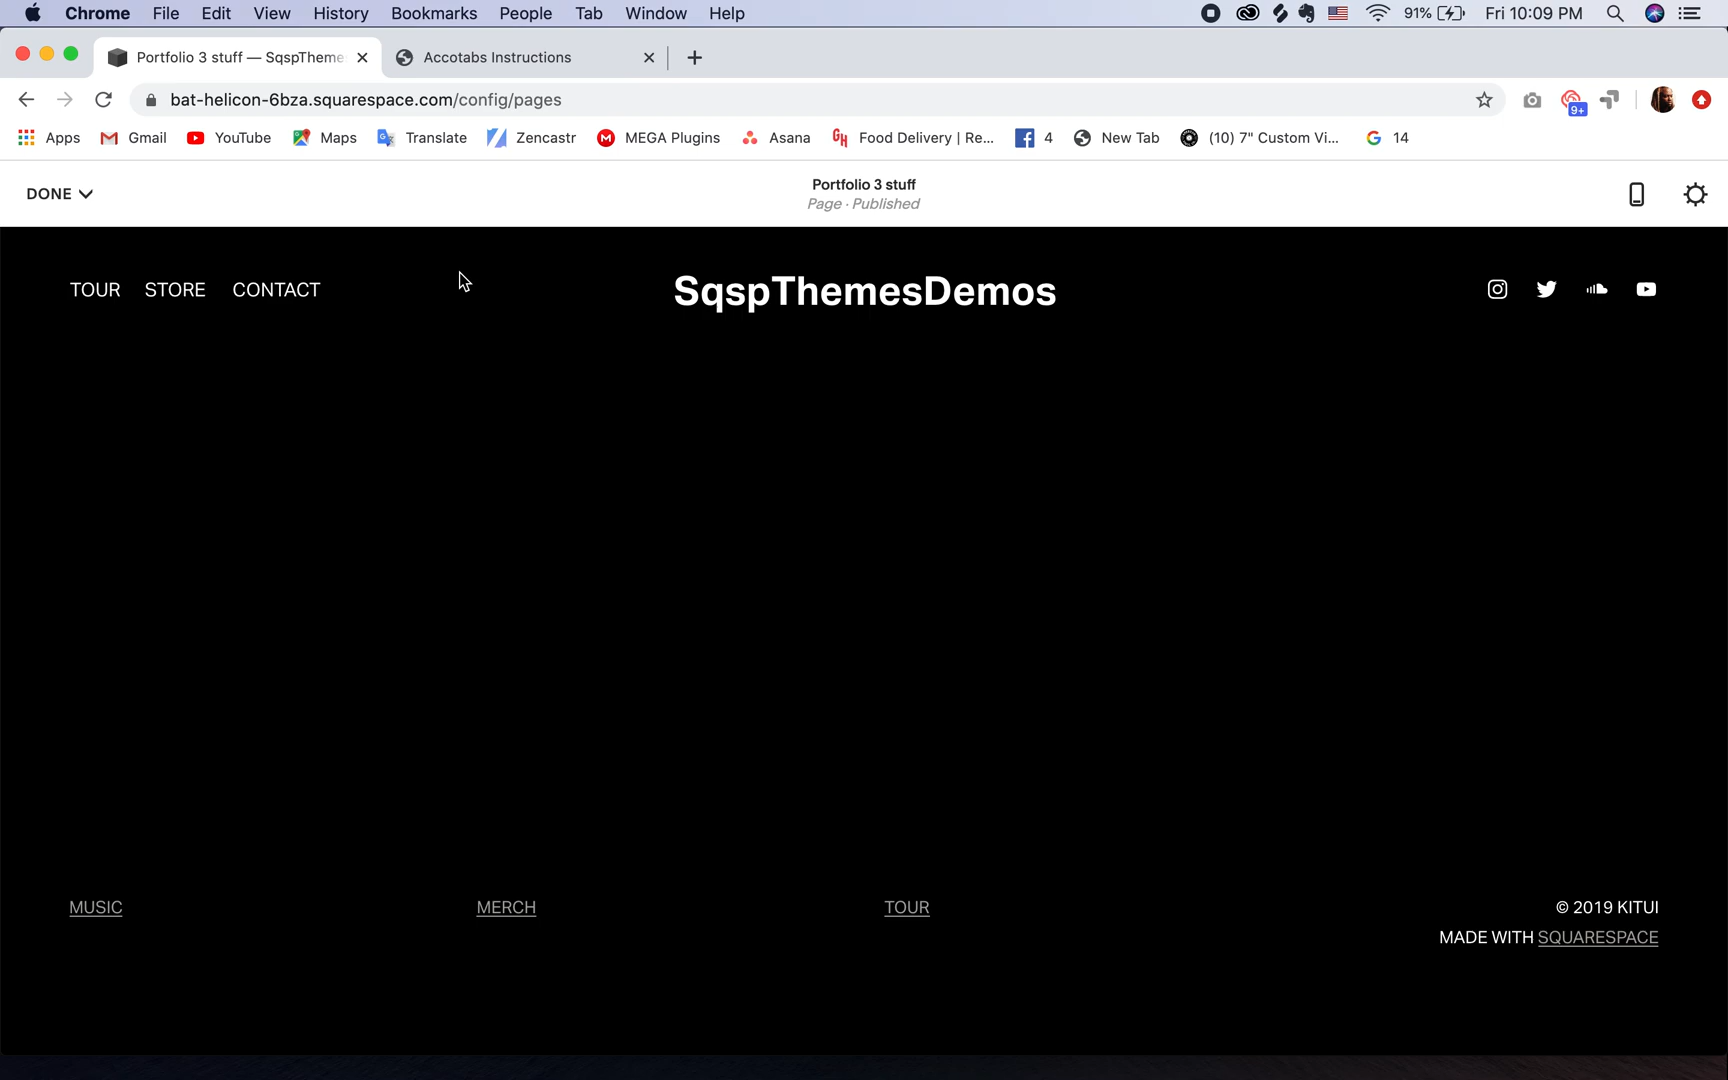 Chrome File Edit View History Bookmarks People Tab Window Help 91% Fri 10:09 PM
Portfolio 3 stuff — SqspTheme Accotabs Instructions
bat-helicon-6bza.squarespace.com/config/pages 9+
Apps Gmail YouTube Maps Translate Zencastr MEGA Plugins Asana Food Delivery | Re... 4 New Tab (10) 7" Custom Vi... 14
DONE
Portfolio 3 stuff
Page · Published
TOUR STORE CONTACT SqspThemesDemos
MUSIC MERCH TOUR © 2019 KITUI
MADE WITH SQUARESPACE